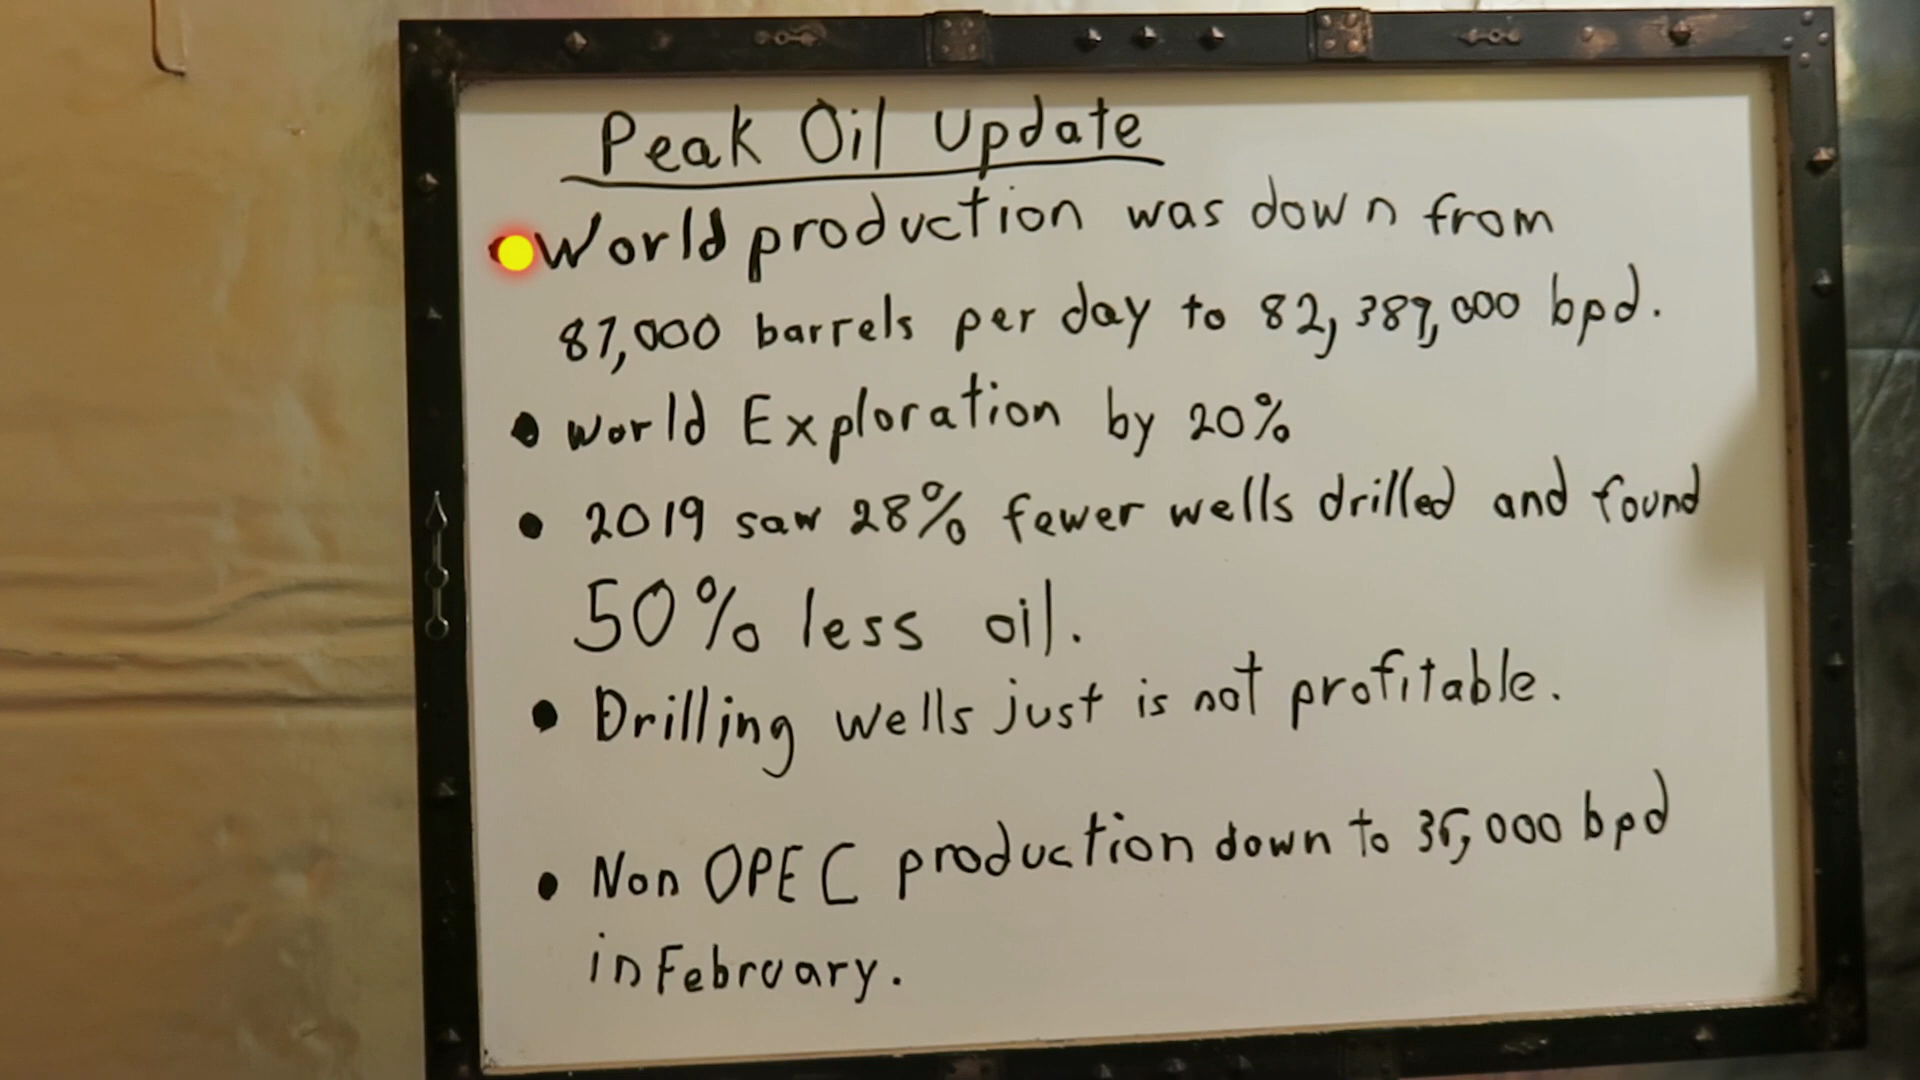 Peak Oil Update
• World production was down from
87,000 barrels per day to 82,387,000 bpd.
• World Exploration by 20%
• 2019 saw 28% fewer wells drilled and found
50% less oil.
• Drilling wells just is not profitable.
• Non OPEC production down to 35,000 bpd
in February.